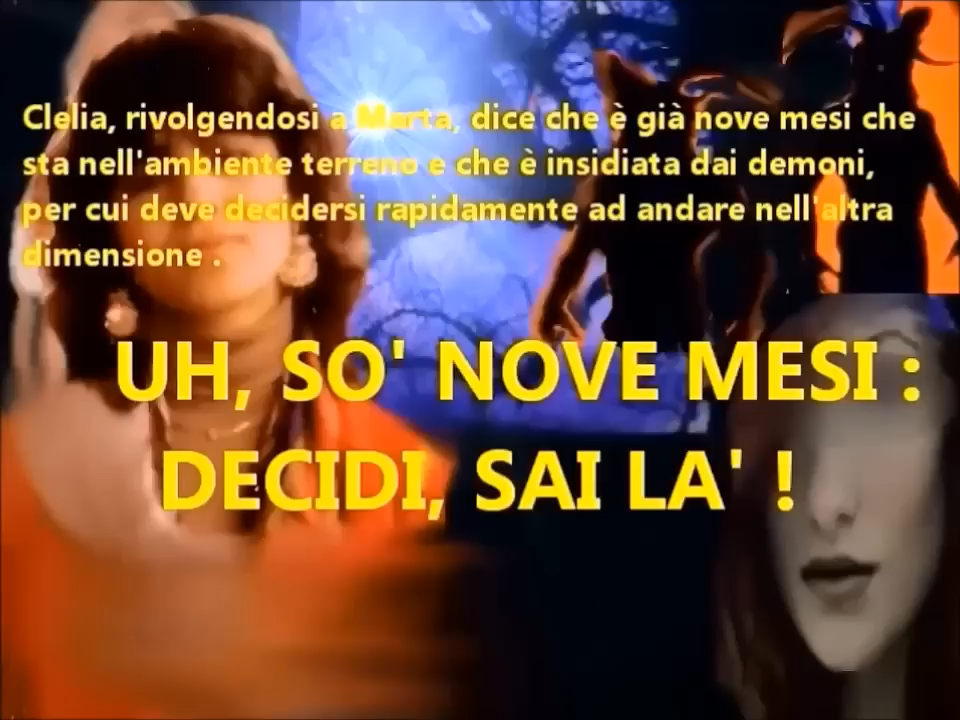 Clelia, rivolgendosi a Marta, dice che è già nove mesi che
sta nell'ambiente terreno e che è insidiata dai demoni,
per cui deve decidersi rapidamente ad andare nell'altra
dimensione .
UH, SO' NOVE MESI :
DECIDI, SAI LA' !